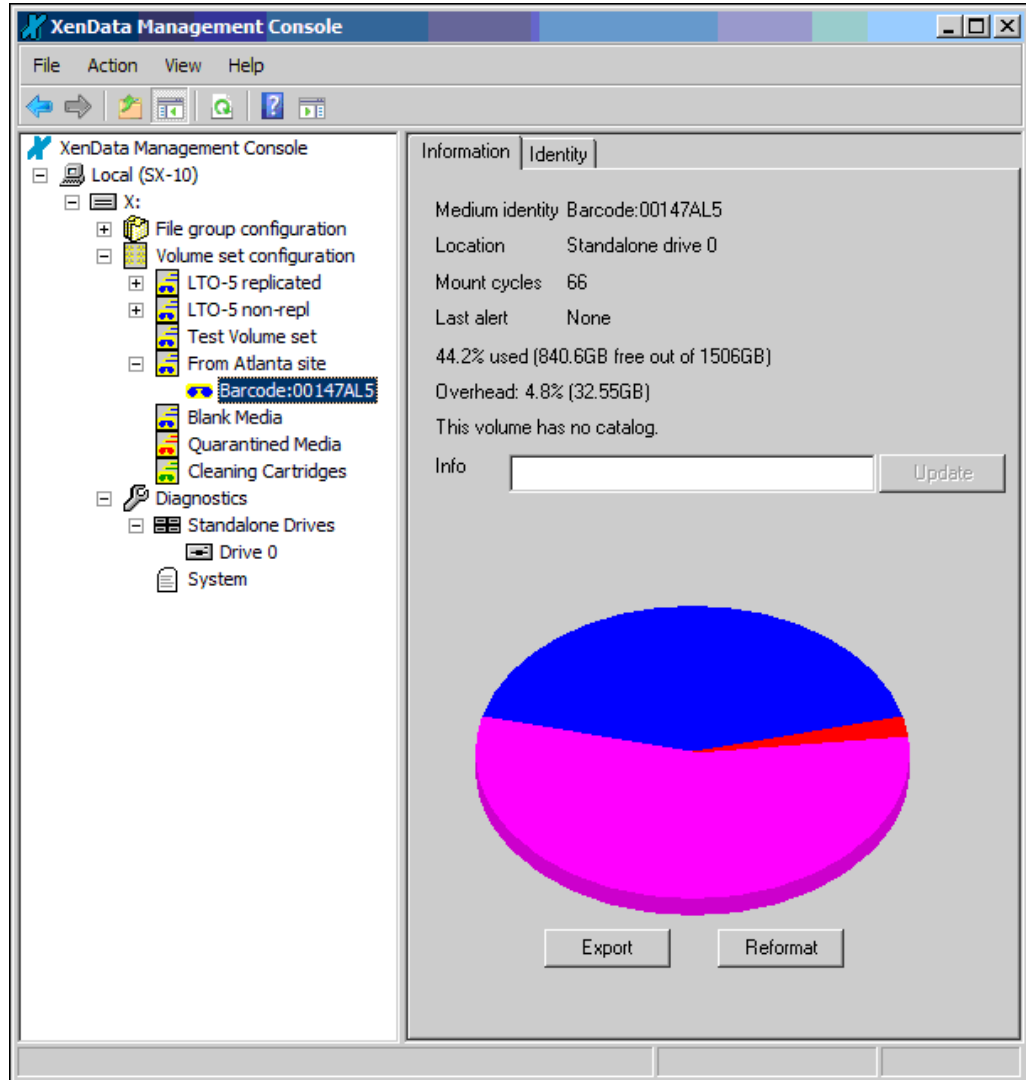 XenData Management Console
File Action View Help
XenData Management Console
Local (SX-10)
X:
File group configuration
Volume set configuration
LTO-5 replicated
LTO-5 non-repl
Test Volume set
From Atlanta site
Barcode:00147AL5
Blank Media
Quarantined Media
Cleaning Cartridges
Diagnostics
Standalone Drives
Drive 0
System
Information Identity
Medium identity Barcode:00147AL5
Location Standalone drive 0
Mount cycles 66
Last alert None
44.2% used (840.6GB free out of 1506GB)
Overhead: 4.8% (32.55GB)
This volume has no catalog.
Info Update
Export Reformat